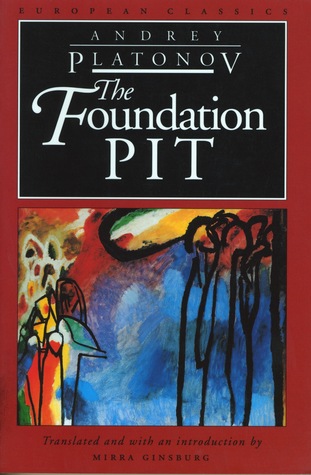 EUROPEAN CLASSICS
ANDREY
PLATONOV
The
Foundation
PIT
Translated and with an introduction by
MIRRA GINSBURG